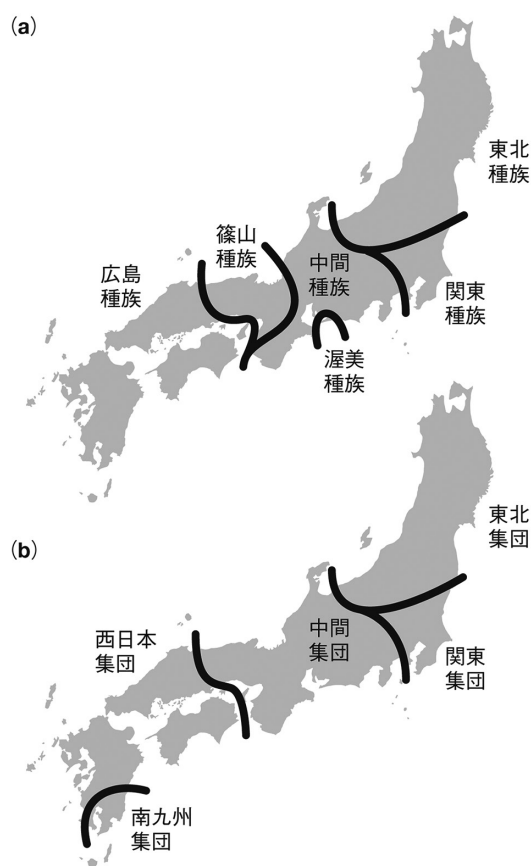 (a)
東北
種族
篠山
種族
中間
種族
広島
種族
関東
種族
渥美
種族
(b)
東北
集団
西日本
集団
中間
集団
関東
集団
南九州
集団